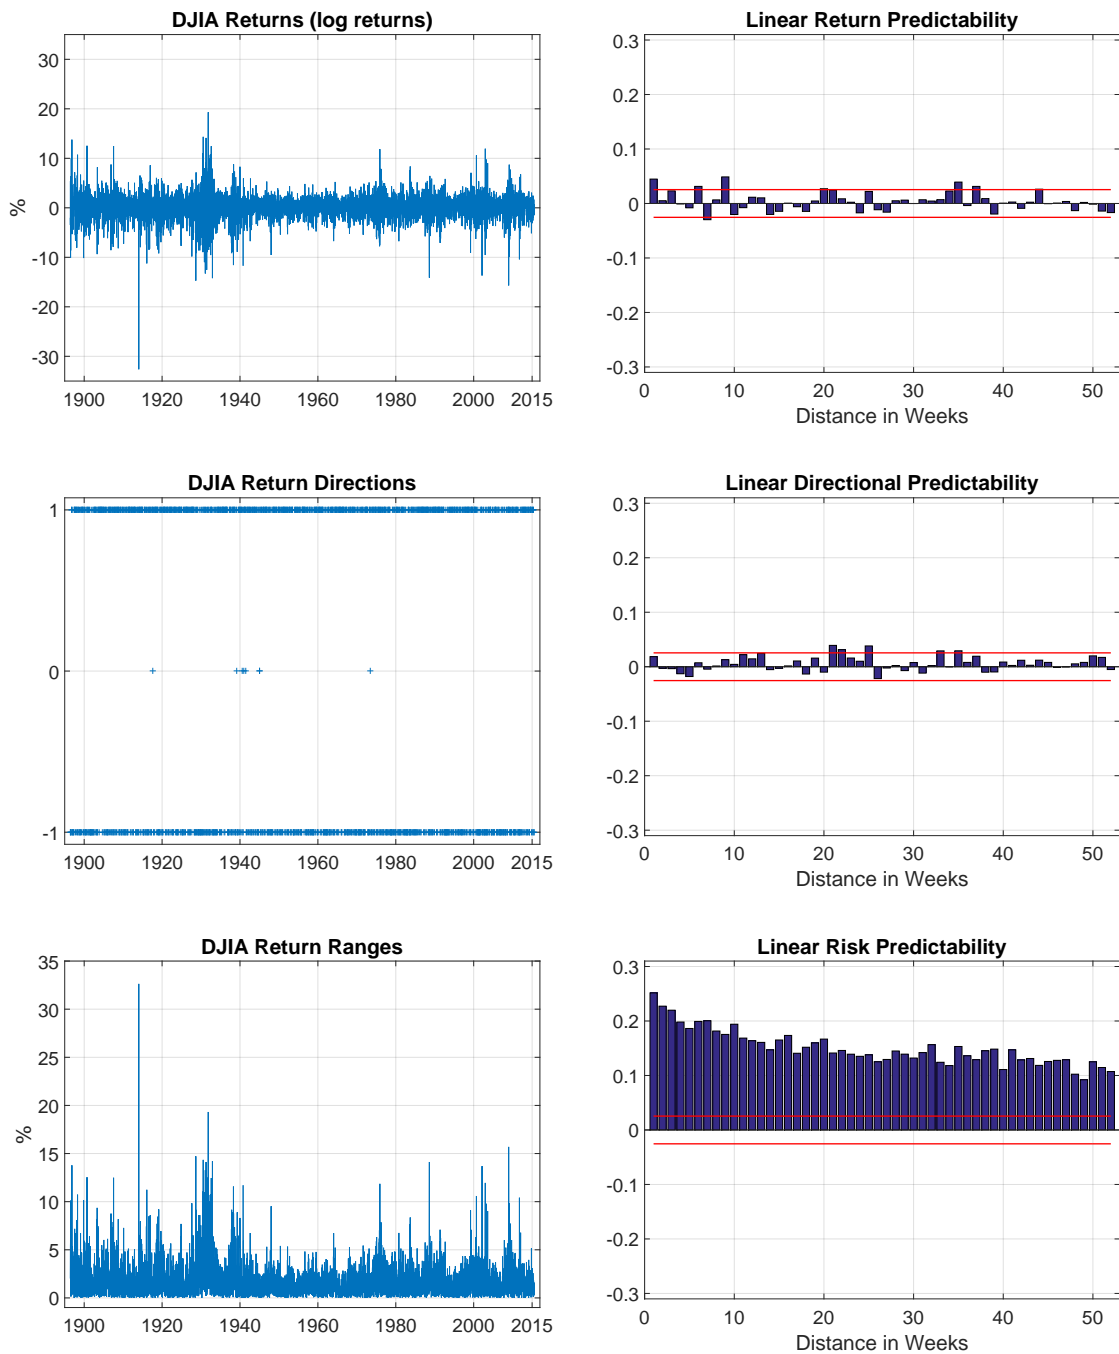 DJIA Returns (log returns)
30
20
10
0
-10
-20
-30
%
1900 1920 1940 1960 1980 2000 2015
Linear Return Predictability
0.3
0.2
0.1
0
-0.1
-0.2
-0.3
0 10 20 30 40 50
Distance in Weeks
DJIA Return Directions
1
0
-1
1900 1920 1940 1960 1980 2000 2015
Linear Directional Predictability
0.3
0.2
0.1
0
-0.1
-0.2
-0.3
0 10 20 30 40 50
Distance in Weeks
DJIA Return Ranges
35
30
25
20
15
10
5
0
%
1900 1920 1940 1960 1980 2000 2015
Linear Risk Predictability
0.3
0.2
0.1
0
-0.1
-0.2
-0.3
0 10 20 30 40 50
Distance in Weeks